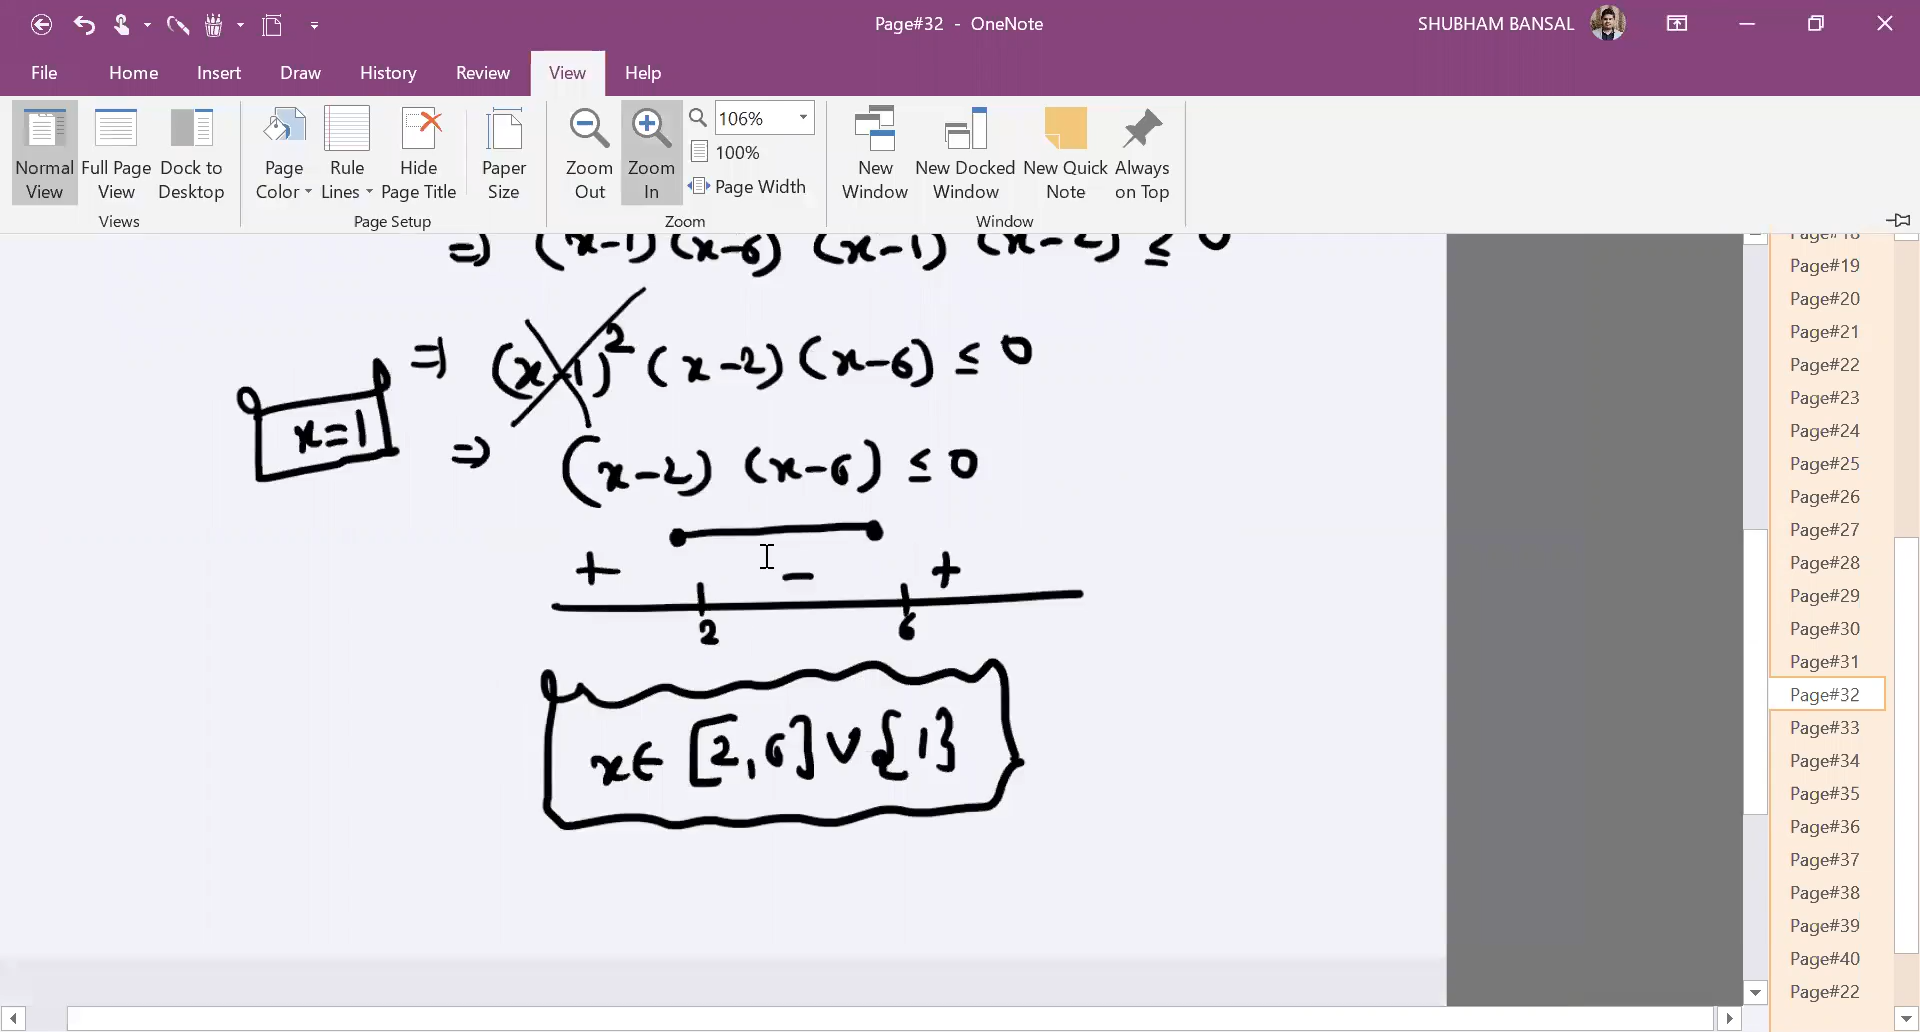 Page#32 - OneNote
SHUBHAM BANSAL
File Home Insert Draw History Review View Help
Normal View
Full Page View
Dock to Desktop
Views
Page Color
Rule Lines
Hide Page Title
Paper Size
Page Setup
Zoom Out
Zoom In
106%
100%
Page Width
Zoom
New Window
New Docked Window
New Quick Note
Always on Top
Window
⇒ (x-1) (x-6) (x-1) (x-2) ≤ 0
⇒ (x-1)² (x-2) (x-6) ≤ 0
x=1
⇒ (x-2) (x-6) ≤ 0
+ - +
2 6
x∈ [2,6] ∪ {1}
Page#18
Page#19
Page#20
Page#21
Page#22
Page#23
Page#24
Page#25
Page#26
Page#27
Page#28
Page#29
Page#30
Page#31
Page#32
Page#33
Page#34
Page#35
Page#36
Page#37
Page#38
Page#39
Page#40
Page#22